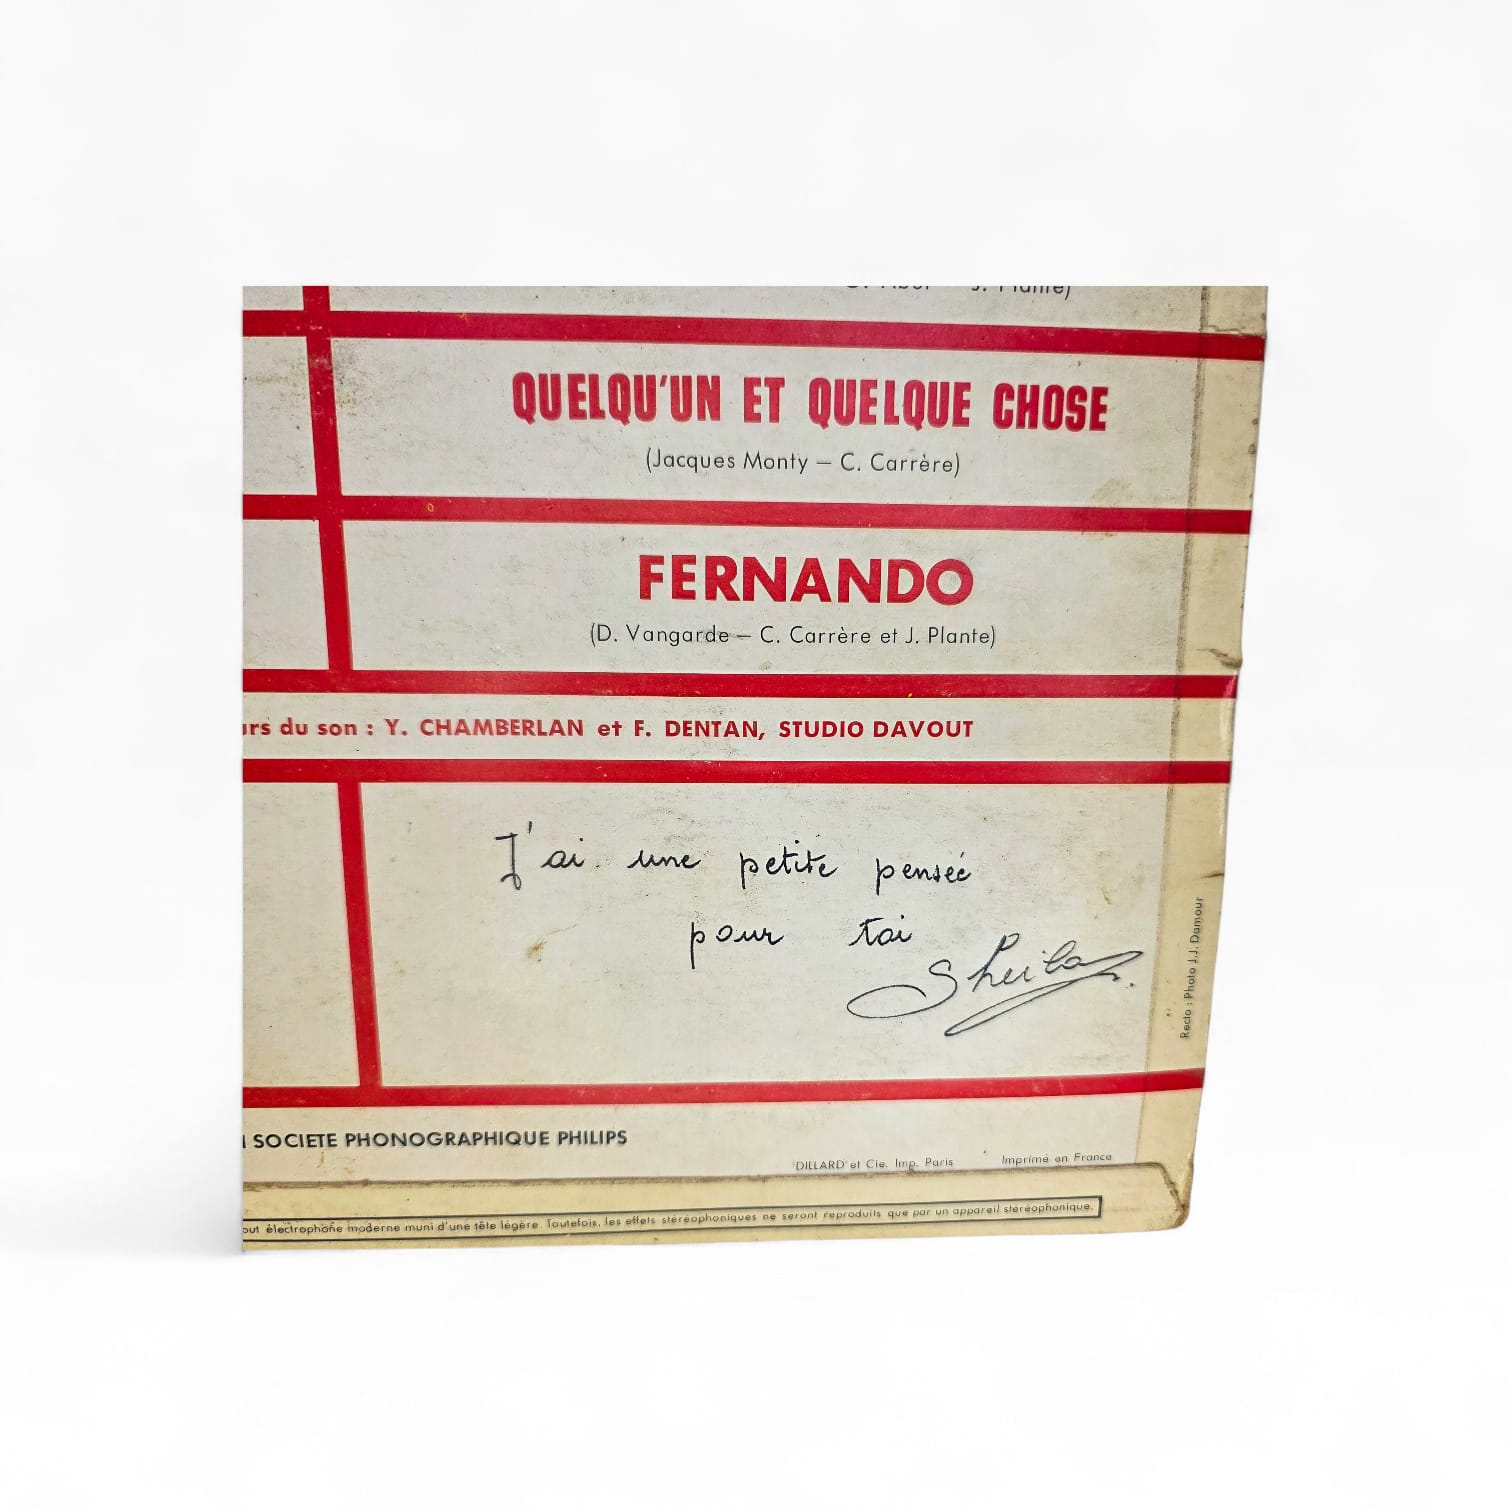 J. Plante)
QUELQU'UN ET QUELQUE CHOSE
(Jacques Monty – C. Carrère)
FERNANDO
(D. Vangarde – C. Carrère et J. Plante)
urs du son : Y. CHAMBERLAN et F. DENTAN, STUDIO DAVOUT
J'ai une petite pensée
pour toi
Sheila
Recto : Photo J.J. Damour
SOCIETE PHONOGRAPHIQUE PHILIPS
DILLARD et Cie. Imp. Paris Imprimé en France
out électrophone moderne muni d'une tête légère. Toutefois, les effets stéréophoniques ne seront reproduits que par un appareil stéréophonique.